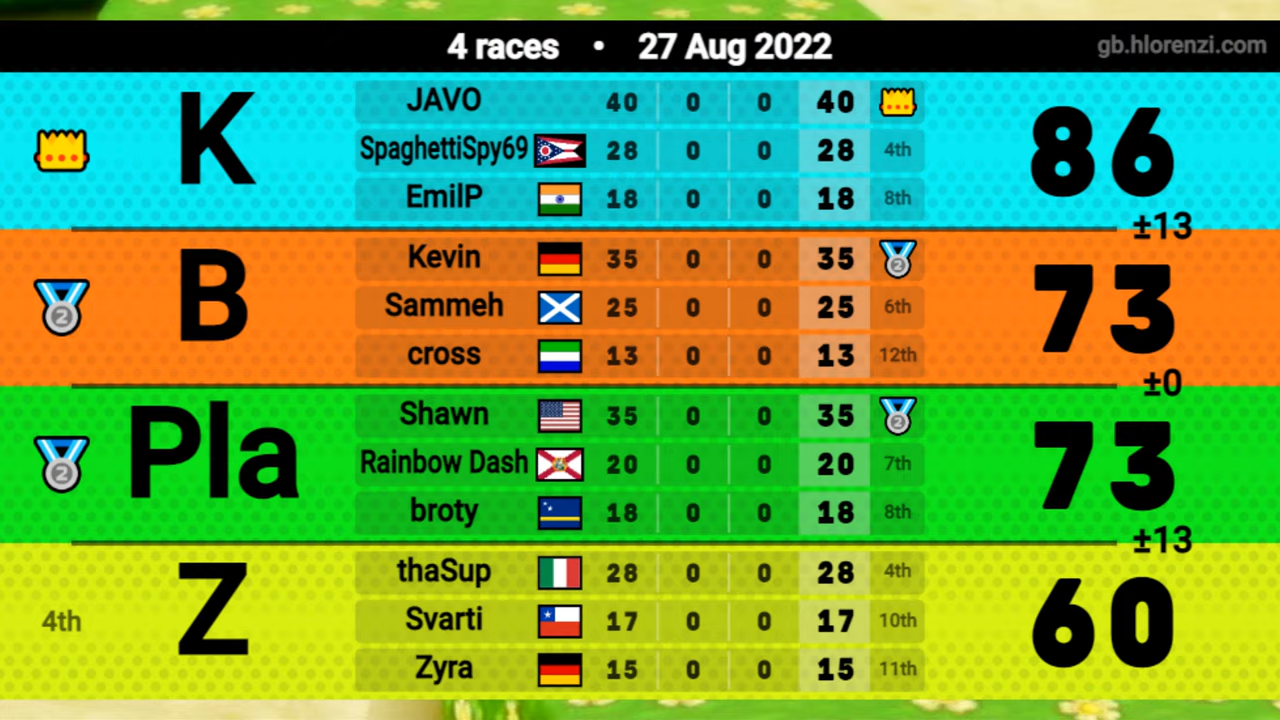 4 races • 27 Aug 2022
gb.hlorenzi.com
K
JAVO 40 0 0 40
SpaghettiSpy69 28 0 0 28 4th
EmilP 18 0 0 18 8th
86
±13
B
Kevin 35 0 0 35 2
Sammeh 25 0 0 25 6th
cross 13 0 0 13 12th
2
73
±0
Pla
Shawn 35 0 0 35 2
Rainbow Dash 20 0 0 20 7th
broty 18 0 0 18 8th
2
73
±13
4th
Z
thaSup 28 0 0 28 4th
Svarti 17 0 0 17 10th
Zyra 15 0 0 15 11th
60